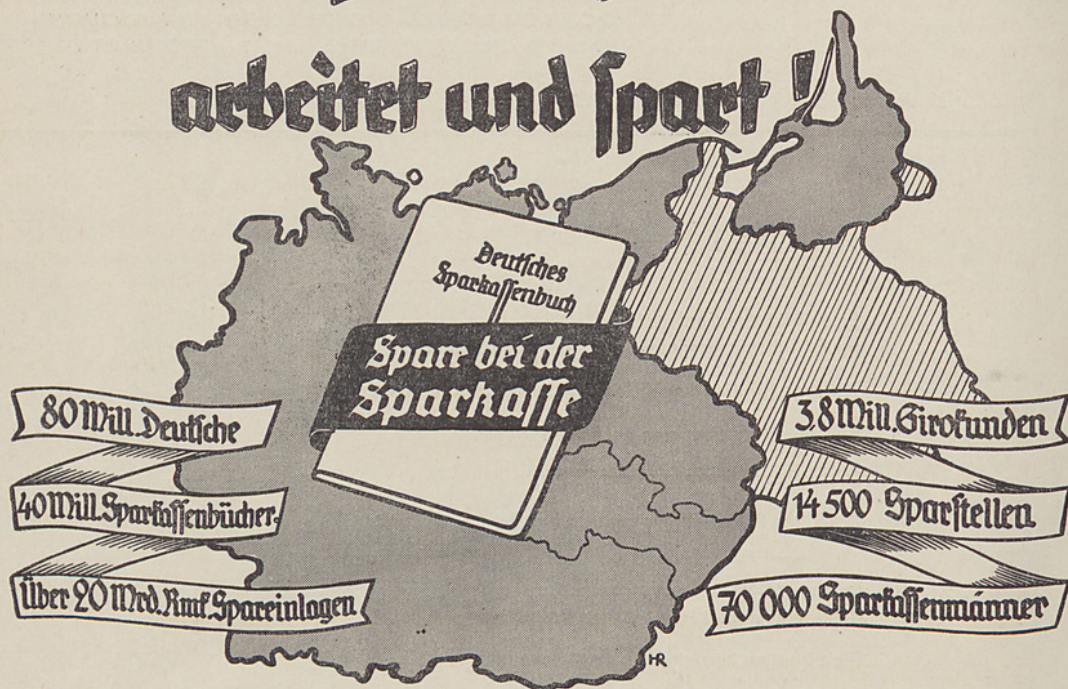 arbeitet und spart!
Deutsches
Sparkassenbuch
Spare bei der
Sparkasse
80 Mill. Deutsche
40 Mill. Sparkassenbücher
Über 20 Mrd. Rmk. Spareinlagen
3.8 Mill. Girokunden
14 500 Sparstellen
70 000 Sparkassenmänner
HR